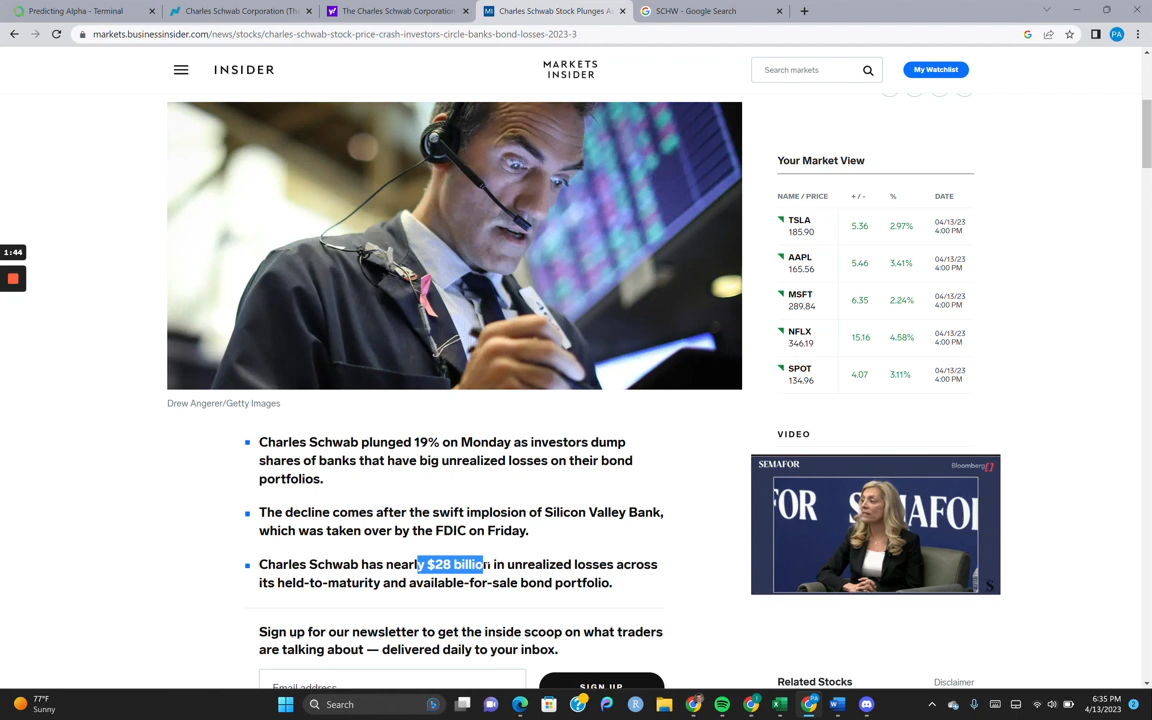 Predicting Alpha - Terminal
Charles Schwab Corporation (The
The Charles Schwab Corporation
Charles Schwab Stock Plunges As
SCHW - Google Search
markets.businessinsider.com/news/stocks/charles-schwab-stock-price-crash-investors-circle-banks-bond-losses-2023-3
PA
INSIDER
MARKETS
INSIDER
Search markets
My Watchlist
1:44
Drew Angerer/Getty Images
Charles Schwab plunged 19% on Monday as investors dump
shares of banks that have big unrealized losses on their bond
portfolios.
The decline comes after the swift implosion of Silicon Valley Bank,
which was taken over by the FDIC on Friday.
Charles Schwab has nearly $28 billion in unrealized losses across
its held-to-maturity and available-for-sale bond portfolio.
Sign up for our newsletter to get the inside scoop on what traders
are talking about — delivered daily to your inbox.
Email address
SIGN UP
Your Market View
NAME / PRICE + / - % DATE
TSLA 185.90 5.36 2.97% 04/13/23 4:00 PM
AAPL 165.56 5.46 3.41% 04/13/23 4:00 PM
MSFT 289.84 6.35 2.24% 04/13/23 4:00 PM
NFLX 346.19 15.16 4.58% 04/13/23 4:00 PM
SPOT 134.96 4.07 3.11% 04/13/23 4:00 PM
VIDEO
SEMAFOR
Bloomberg
FOR
SEMAFOI
S
Related Stocks
Disclaimer
77°F
Sunny
Search
6:35 PM
4/13/2023
2